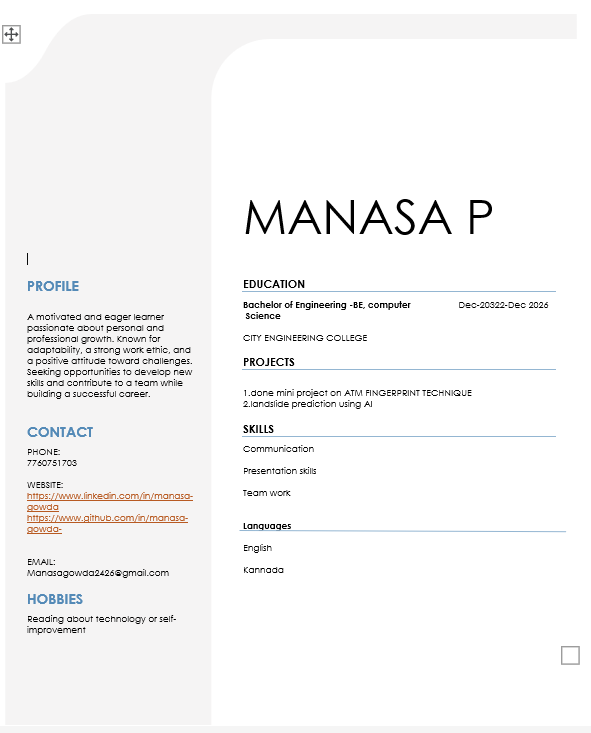 MANASA P
PROFILE
A motivated and eager learner
passionate about personal and
professional growth. Known for
adaptability, a strong work ethic, and
a positive attitude toward challenges.
Seeking opportunities to develop new
skills and contribute to a team while
building a successful career.
CONTACT
PHONE:
7760751703
WEBSITE:
https://www.linkedin.com/in/manasa-
gowda
https://www.github.com/in/manasa-
gowda-
EMAIL:
Manasagowda2426@gmail.com
HOBBIES
Reading about technology or self-
improvement
EDUCATION
Bachelor of Engineering -BE, computer Dec-20322-Dec 2026
Science
CITY ENGINEERING COLLEGE
PROJECTS
1.done mini project on ATM FINGERPRINT TECHNIQUE
2.landslide prediction using AI
SKILLS
Communication
Presentation skills
Team work
Languages
English
Kannada